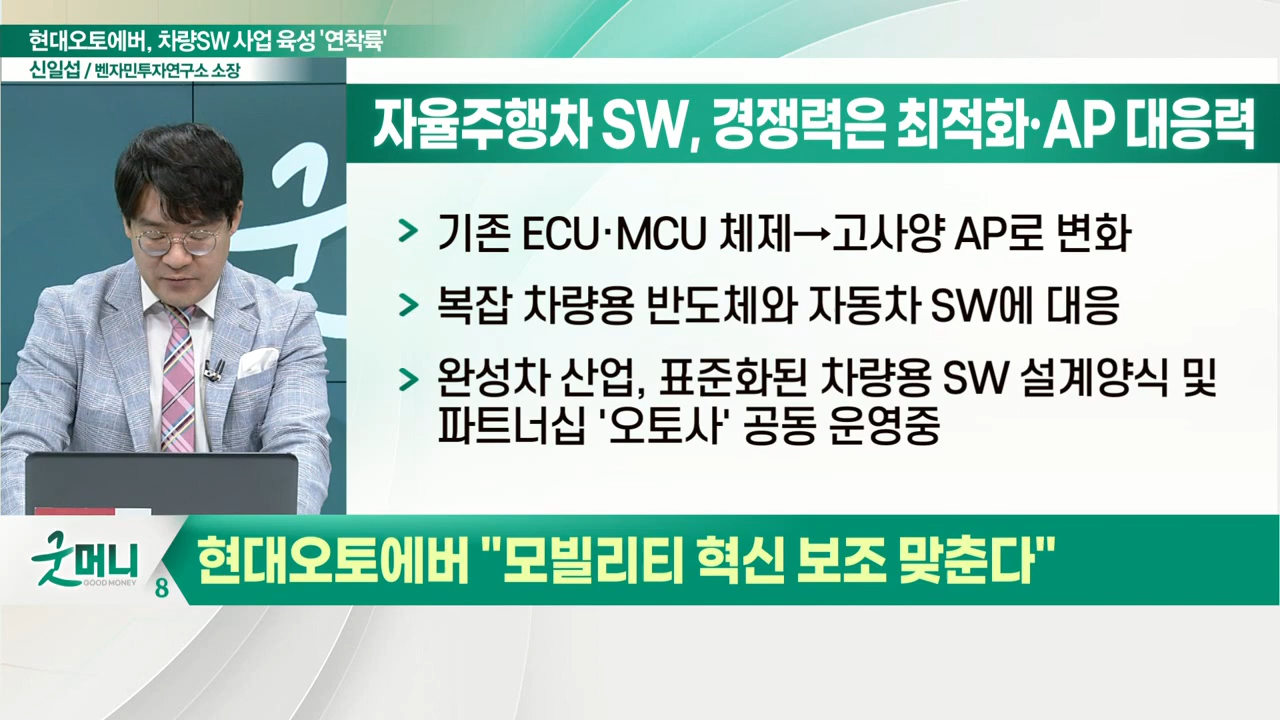 현대오토에버, 차량SW 사업 육성 '연착륙'
신일섭 / 벤자민투자연구소 소장
자율주행차 SW, 경쟁력은 최적화·AP 대응력
> 기존 ECU·MCU 체제→고사양 AP로 변화
> 복잡 차량용 반도체와 자동차 SW에 대응
> 완성차 산업, 표준화된 차량용 SW 설계양식 및
파트너십 '오토사' 공동 운영중
굿머니
GOOD MONEY
8
현대오토에버 "모빌리티 혁신 보조 맞춘다"